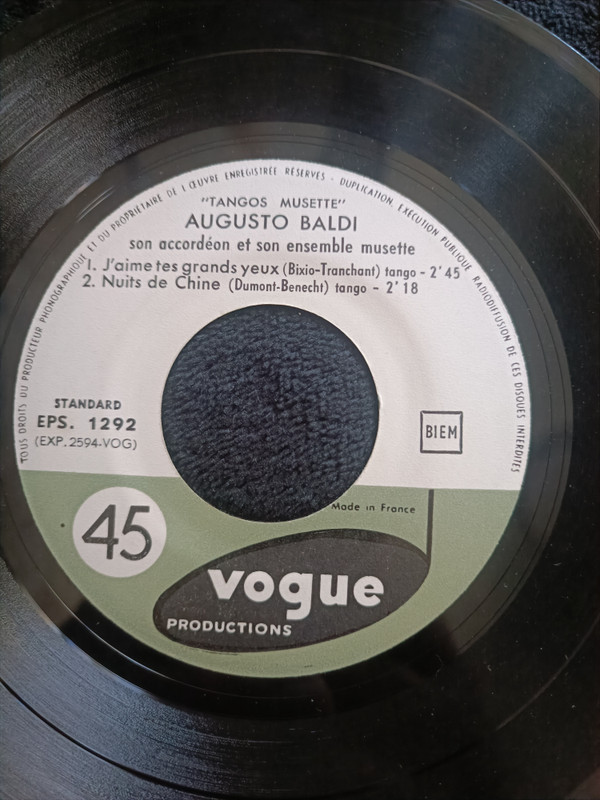 TOUS DROITS DU PRODUCTEUR PHONOGRAPHIQUE ET DU PROPRIÉTAIRE DE L'ŒUVRE ENREGISTRÉE RÉSERVÉS - DUPLICATION, EXÉCUTION PUBLIQUE RADIODIFFUSION DE CES DISQUES INTERDITES
"TANGOS MUSETTE"
AUGUSTO BALDI
son accordéon et son ensemble musette
1. J'aime tes grands yeux (Bixio-Tranchant) tango - 2'45
2. Nuits de Chine (Dumont-Benecht) tango - 2'18
STANDARD
EPS. 1292
(EXP. 2594-VOG)
BIEM
Made in France
45
vogue
PRODUCTIONS